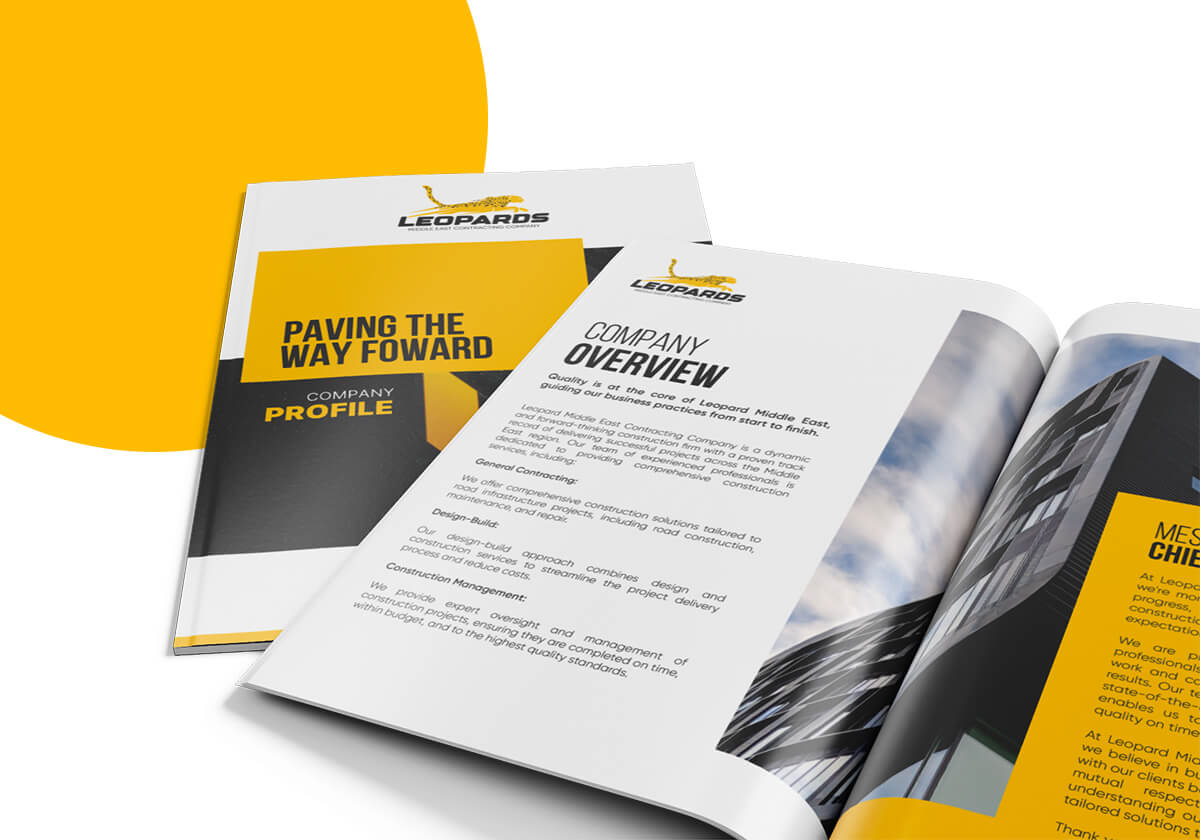 LEOPARDS
MIDDLE EAST CONTRACTING COMPANY
PAVING THE
WAY FOWARD
COMPANY
PROFILE
LEOPARDS
MIDDLE EAST CONTRACTING COMPANY
COMPANY
OVERVIEW
Quality is at the core of Leopard Middle East,
guiding our business practices from start to finish.
Leopard Middle East Contracting Company is a dynamic
and forward-thinking construction firm with a proven track
record of delivering successful projects across the Middle
East region. Our team of experienced professionals is
dedicated to providing comprehensive construction
services, including:
General Contracting:
We offer comprehensive construction solutions tailored to
road infrastructure projects, including road construction,
maintenance, and repair.
Design-Build:
Our design-build approach combines design and
construction services to streamline the project delivery
process and reduce costs.
Construction Management:
We provide expert oversight and management of
construction projects, ensuring they are completed on time,
within budget, and to the highest quality standards.
MES
CHIE
At Leopa
we're mor
progress,
constructio
expectatio
We are pr
professionals
work and co
results. Our te
state-of-the-
enables us to
quality on time
At Leopard Mid
we believe in bu
with our clients ba
mutual respect
understanding ou
tailored solutions t
Thank Y